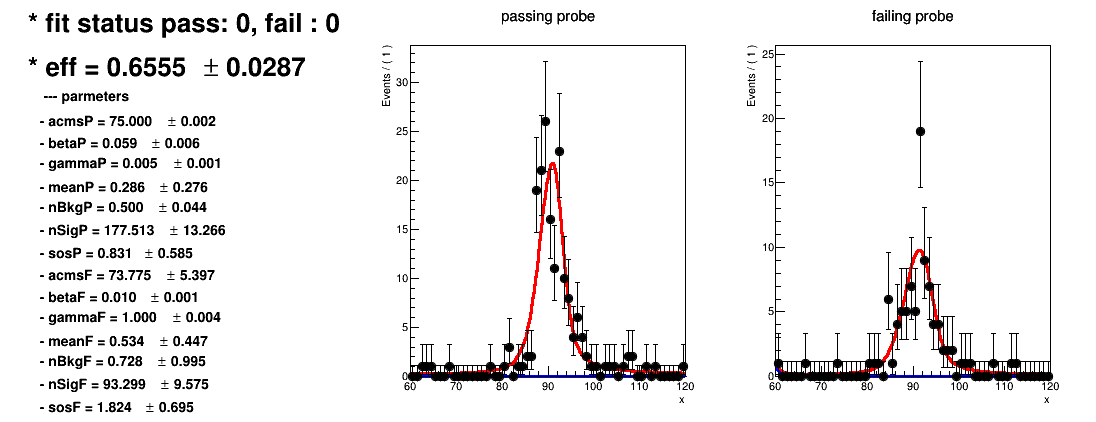 * fit status pass: 0, fail : 0
* eff = 0.6555 ± 0.0287
--- parmeters
- acmsP = 75.000 ± 0.002
- betaP = 0.059 ± 0.006
- gammaP = 0.005 ± 0.001
- meanP = 0.286 ± 0.276
- nBkgP = 0.500 ± 0.044
- nSigP = 177.513 ± 13.266
- sosP = 0.831 ± 0.585
- acmsF = 73.775 ± 5.397
- betaF = 0.010 ± 0.001
- gammaF = 1.000 ± 0.004
- meanF = 0.534 ± 0.447
- nBkgF = 0.728 ± 0.995
- nSigF = 93.299 ± 9.575
- sosF = 1.824 ± 0.695
passing probe
Events / ( 1 )
30
25
20
15
10
5
0
60 70 80 90 100 110 120
x
failing probe
Events / ( 1 )
25
20
15
10
5
0
60 70 80 90 100 110 120
x